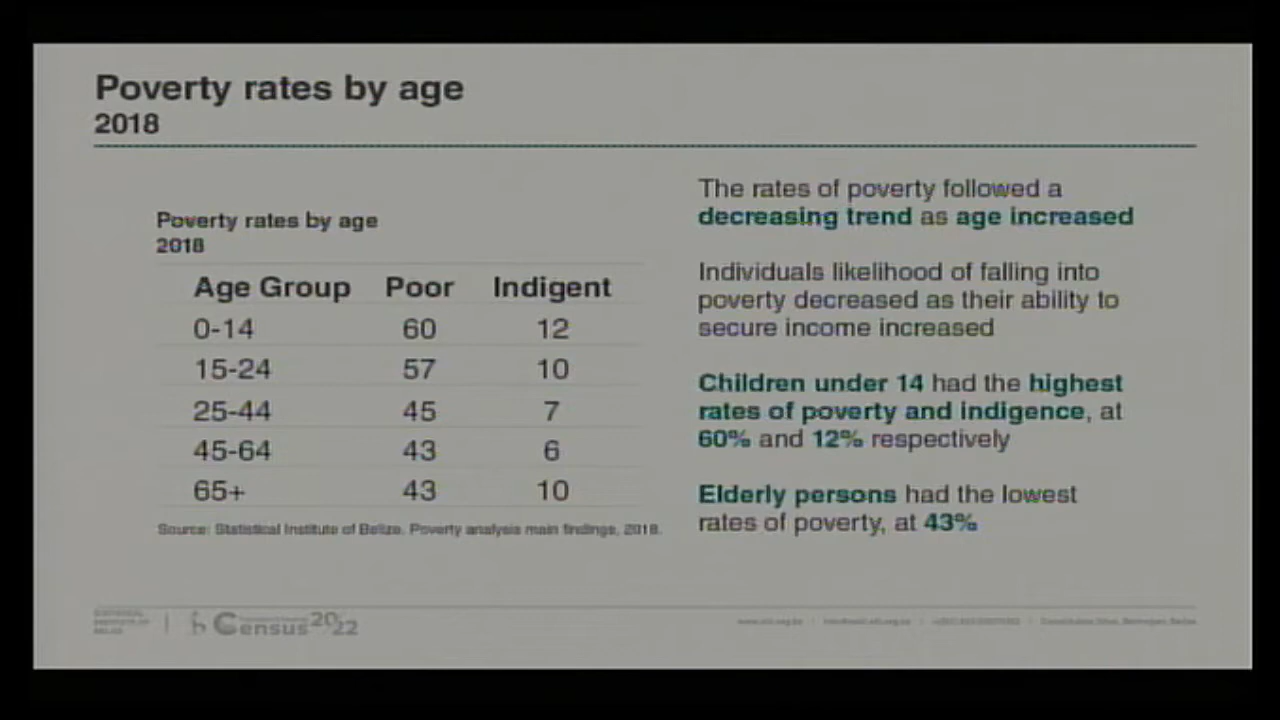 Poverty rates by age
2018
Poverty rates by age
2018
Age Group Poor Indigent
0-14 60 12
15-24 57 10
25-44 45 7
45-64 43 6
65+ 43 10
Source: Statistical Institute of Belize. Poverty analysis main findings, 2018.
The rates of poverty followed a
decreasing trend as age increased
Individuals likelihood of falling into
poverty decreased as their ability to
secure income increased
Children under 14 had the highest
rates of poverty and indigence, at
60% and 12% respectively
Elderly persons had the lowest
rates of poverty, at 43%
Census 2022